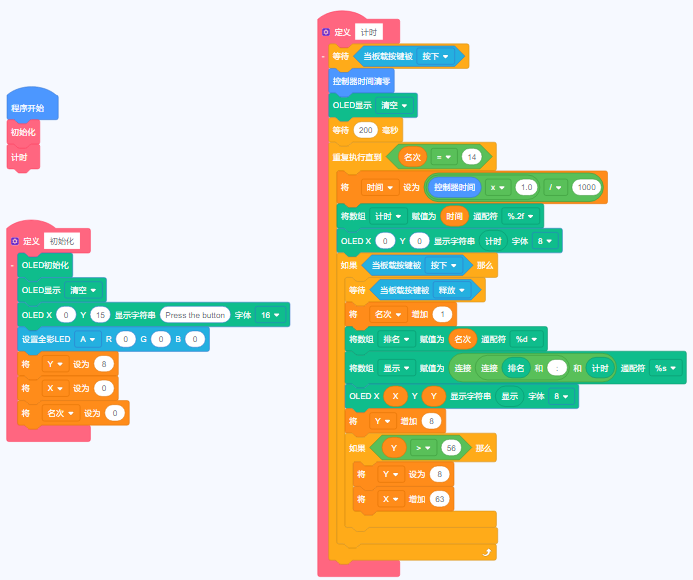 程序开始
初始化
计时
定义 初始化
OLED初始化
OLED显示 清空
OLED X 0 Y 15 显示字符串 Press the button 字体 16
设置全彩LED A R 0 G 0 B 0
将 Y 设为 8
将 X 设为 0
将 名次 设为 0
定义 计时
等待 当板载按键被 按下
控制器时间清零
OLED显示 清空
等待 200 毫秒
重复执行直到 名次 = 14
将 时间 设为 控制器时间 x 1.0 / 1000
将数组 计时 赋值为 时间 通配符 %.2f
OLED X 0 Y 0 显示字符串 计时 字体 8
如果 当板载按键被 按下 那么
等待 当板载按键被 释放
将 名次 增加 1
将数组 排名 赋值为 名次 通配符 %d
将数组 显示 赋值为 连接 连接 排名 和 : 和 计时 通配符 %s
OLED X X Y Y 显示字符串 显示 字体 8
将 Y 增加 8
如果 Y > 56 那么
将 Y 设为 8
将 X 增加 63